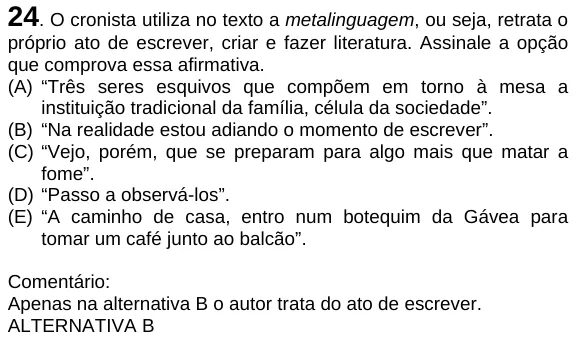 24. O cronista utiliza no texto a metalinguagem, ou seja, retrata o
próprio ato de escrever, criar e fazer literatura. Assinale a opção
que comprova essa afirmativa.
(A) “Três seres esquivos que compõem em torno à mesa a
instituição tradicional da família, célula da sociedade”.
(B) “Na realidade estou adiando o momento de escrever”.
(C) “Vejo, porém, que se preparam para algo mais que matar a
fome”.
(D) “Passo a observá-los”.
(E) “A caminho de casa, entro num botequim da Gávea para
tomar um café junto ao balcão”.
Comentário:
Apenas na alternativa B o autor trata do ato de escrever.
ALTERNATIVA B